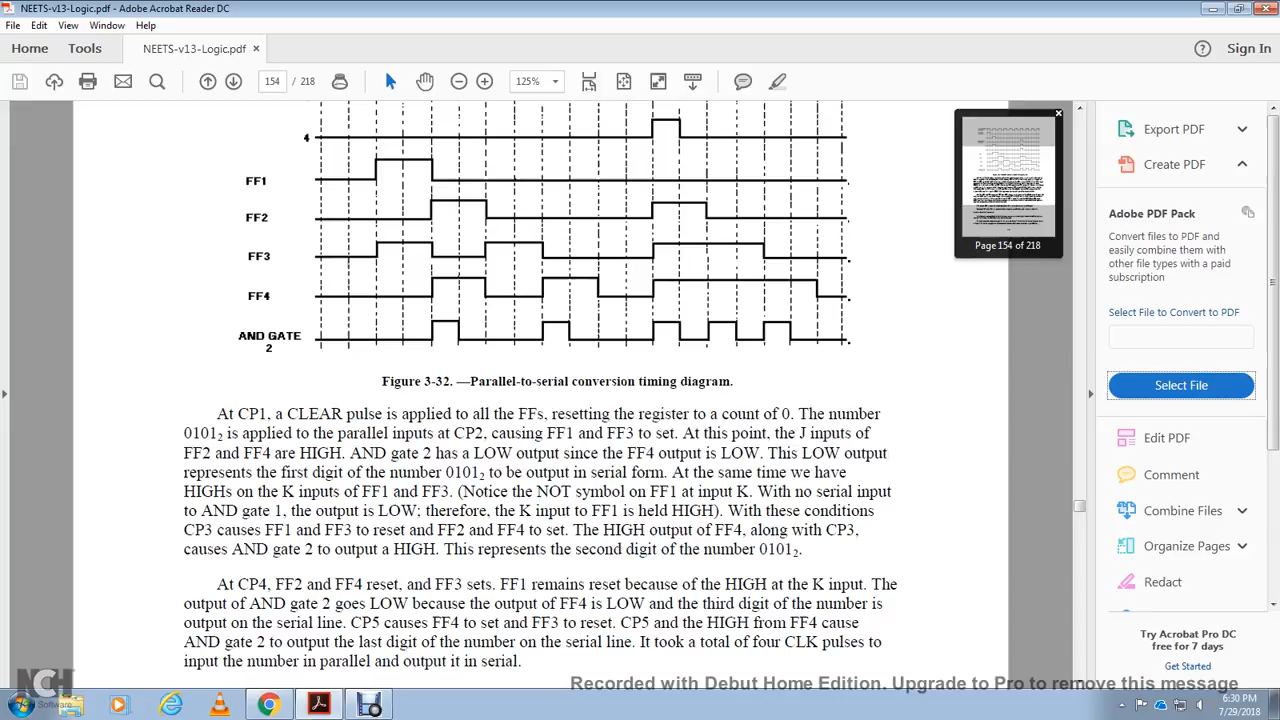 NEETS-v13-Logic.pdf - Adobe Acrobat Reader DC
File Edit View Window Help
Home Tools NEETS-v13-Logic.pdf × Sign In
154 / 218 125%
4
FF1
FF2
FF3
FF4
AND GATE
2
Figure 3-32. —Parallel-to-serial conversion timing diagram.
At CP1, a CLEAR pulse is applied to all the FFs, resetting the register to a count of 0. The number
0101₂ is applied to the parallel inputs at CP2, causing FF1 and FF3 to set. At this point, the J inputs of
FF2 and FF4 are HIGH. AND gate 2 has a LOW output since the FF4 output is LOW. This LOW output
represents the first digit of the number 0101₂ to be output in serial form. At the same time we have
HIGHs on the K inputs of FF1 and FF3. (Notice the NOT symbol on FF1 at input K. With no serial input
to AND gate 1, the output is LOW; therefore, the K input to FF1 is held HIGH). With these conditions
CP3 causes FF1 and FF3 to reset and FF2 and FF4 to set. The HIGH output of FF4, along with CP3,
causes AND gate 2 to output a HIGH. This represents the second digit of the number 0101₂.
At CP4, FF2 and FF4 reset, and FF3 sets. FF1 remains reset because of the HIGH at the K input. The
output of AND gate 2 goes LOW because the output of FF4 is LOW and the third digit of the number is
output on the serial line. CP5 causes FF4 to set and FF3 to reset. CP5 and the HIGH from FF4 cause
AND gate 2 to output the last digit of the number on the serial line. It took a total of four CLK pulses to
input the number in parallel and output it in serial.
Page 154 of 218
Export PDF
Create PDF
Adobe PDF Pack
Convert files to PDF and
easily combine them with
other file types with a paid
subscription
Select File to Convert to PDF
Select File
Edit PDF
Comment
Combine Files
Organize Pages
Redact
Try Acrobat Pro DC
free for 7 days
Get Started
NCH
Software
Recorded with Debut Home Edition. Upgrade to Pro to remove this message
6:30 PM
7/29/2018